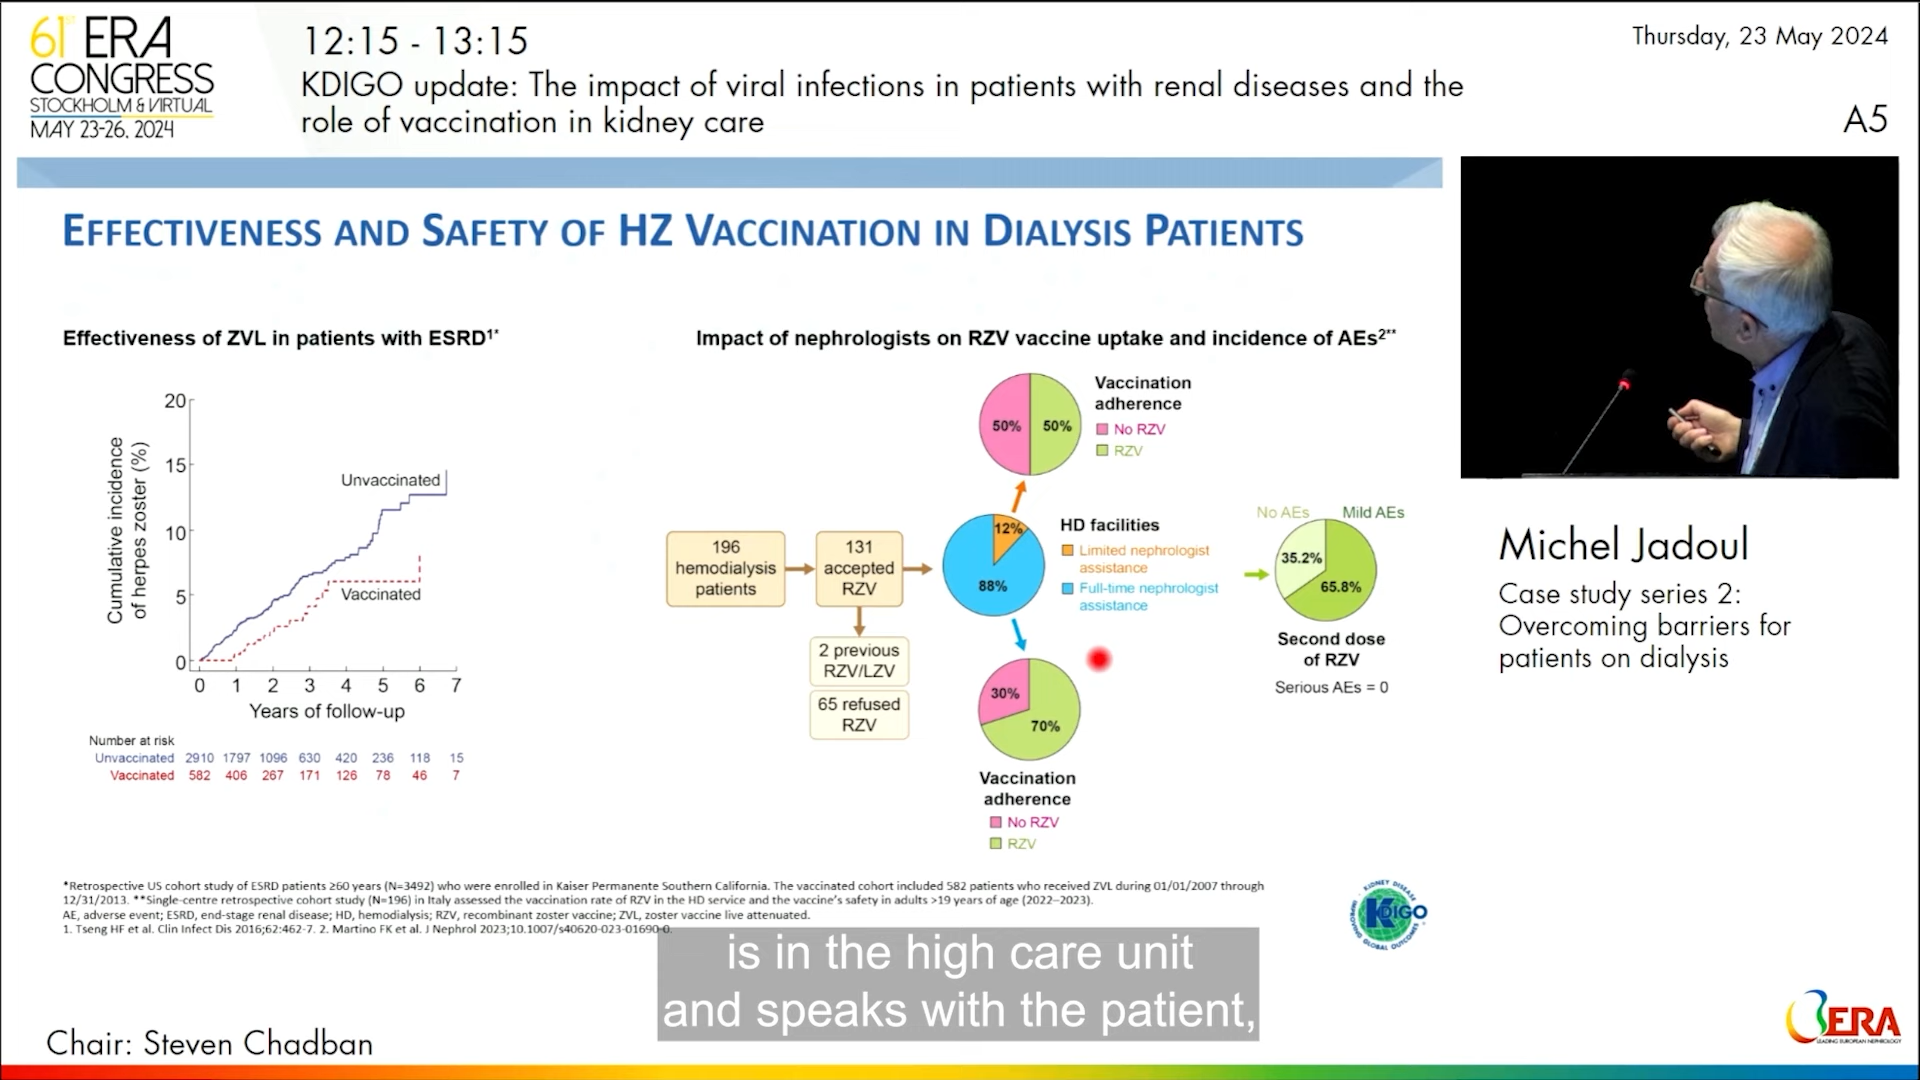 61ST ERA
CONGRESS
STOCKHOLM & VIRTUAL
MAY 23-26, 2024
12:15 - 13:15
KDIGO update: The impact of viral infections in patients with renal diseases and the
role of vaccination in kidney care
Thursday, 23 May 2024
A5
EFFECTIVENESS AND SAFETY OF HZ VACCINATION IN DIALYSIS PATIENTS
Effectiveness of ZVL in patients with ESRD1*
Cumulative incidence
of herpes zoster (%)
20
15
10
5
0
Unvaccinated
Vaccinated
0 1 2 3 4 5 6 7
Years of follow-up
Number at risk
Unvaccinated 2910 1797 1096 630 420 236 118 15
Vaccinated 582 406 267 171 126 78 46 7
Impact of nephrologists on RZV vaccine uptake and incidence of AEs2**
196
hemodialysis
patients
131
accepted
RZV
2 previous
RZV/LZV
65 refused
RZV
50% 50%
Vaccination
adherence
No RZV
RZV
12%
88%
HD facilities
Limited nephrologist
assistance
Full-time nephrologist
assistance
30%
70%
Vaccination
adherence
No RZV
RZV
No AEs Mild AEs
35.2%
65.8%
Second dose
of RZV
Serious AEs = 0
*Retrospective US cohort study of ESRD patients ≥60 years (N=3492) who were enrolled in Kaiser Permanente Southern California. The vaccinated cohort included 582 patients who received ZVL during 01/01/2007 through
12/31/2013. **Single-centre retrospective cohort study (N=196) in Italy assessed the vaccination rate of RZV in the HD service and the vaccine's safety in adults >19 years of age (2022–2023).
AE, adverse event; ESRD, end-stage renal disease; HD, hemodialysis; RZV, recombinant zoster vaccine; ZVL, zoster vaccine live attenuated.
1. Tseng HF et al. Clin Infect Dis 2016;62:462-7. 2. Martino FK et al. J Nephrol 2023;10.1007/s40620-023-01690-0.
KIDNEY DISEASE
KDIGO
IMPROVING GLOBAL OUTCOMES
Michel Jadoul
Case study series 2:
Overcoming barriers for
patients on dialysis
is in the high care unit
and speaks with the patient,
Chair: Steven Chadban
ERA
LEADING EUROPEAN NEPHROLOGY